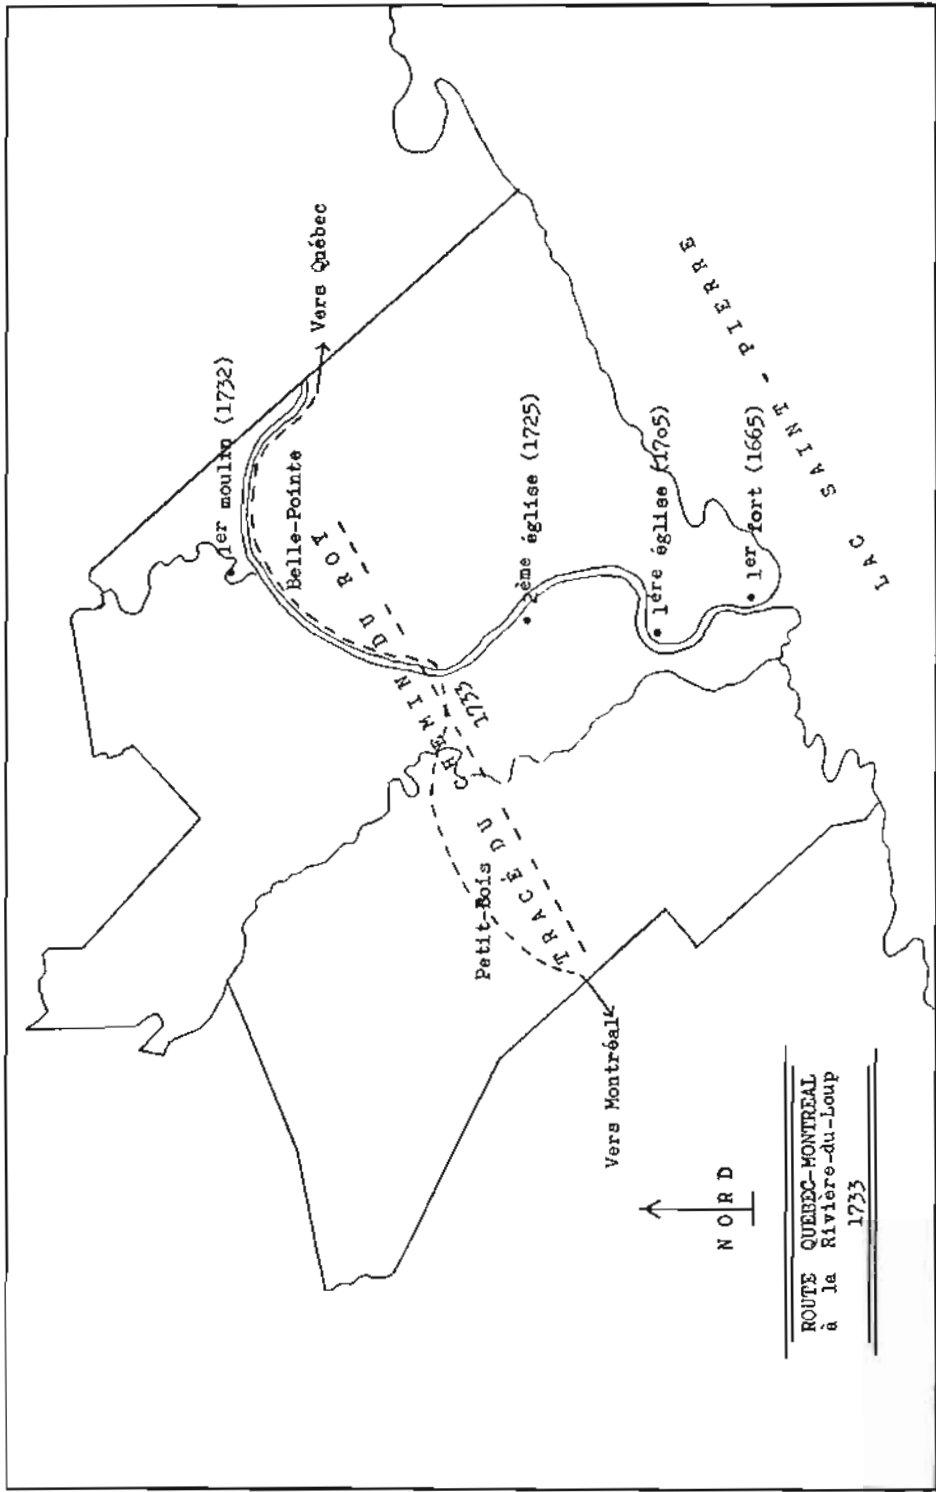 1er moulin (1732)
Vers Québec
Belle-Pointe
TRACÉ DU CHEMIN DU ROY
1733
Petit-Bois
2ème église (1725)
1ère église (1705)
1er fort (1665)
LAC SAINT-PIERRE
Vers Montréal
NORD
ROUTE QUEBEC-MONTREAL
à la Rivière-du-Loup
1733